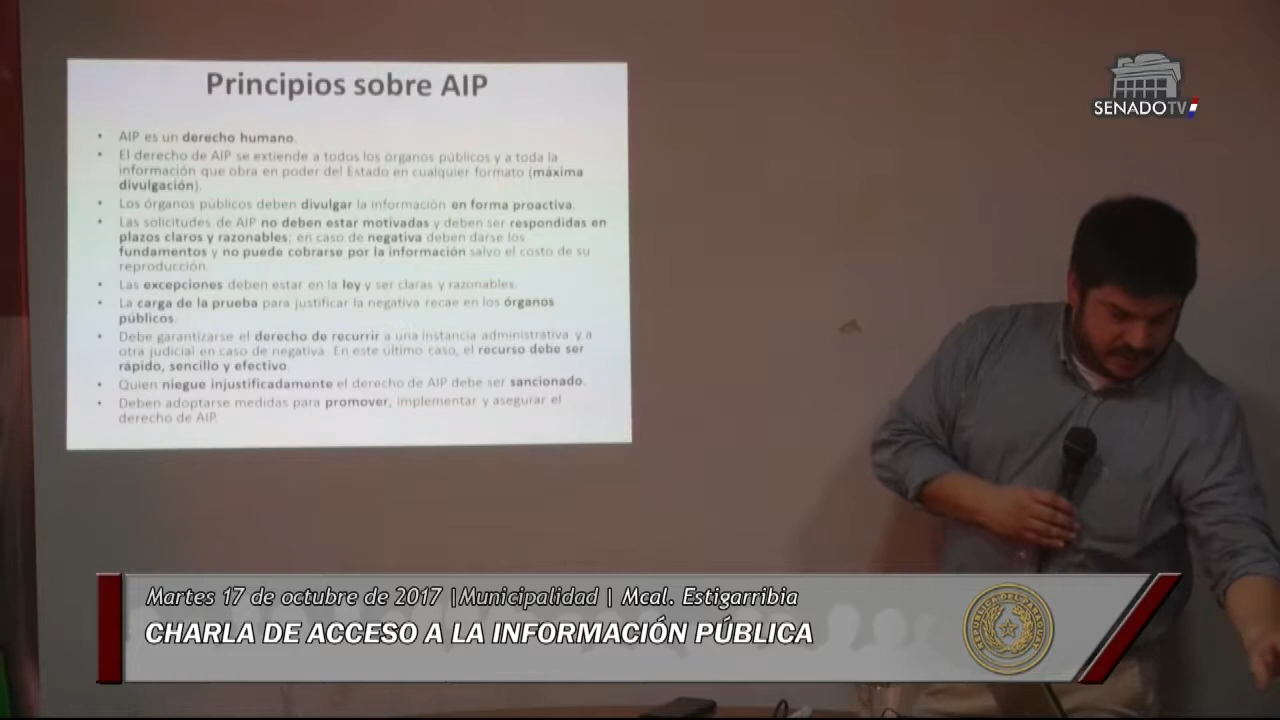 Principios sobre AIP
• AIP es un derecho humano.
• El derecho de AIP se extiende a todos los órganos públicos y a toda la
información que obra en poder del Estado en cualquier formato (máxima
divulgación).
• Los órganos públicos deben divulgar la información en forma proactiva.
• Las solicitudes de AIP no deben estar motivadas y deben ser respondidas en
plazos claros y razonables; en caso de negativa deben darse los
fundamentos y no puede cobrarse por la información salvo el costo de su
reproducción.
• Las excepciones deben estar en la ley y ser claras y razonables.
• La carga de la prueba para justificar la negativa recae en los órganos
públicos.
• Debe garantizarse el derecho de recurrir a una instancia administrativa y a
otra judicial en caso de negativa. En este último caso, el recurso debe ser
rápido, sencillo y efectivo.
• Quien niegue injustificadamente el derecho de AIP debe ser sancionado.
• Deben adoptarse medidas para promover, implementar y asegurar el
derecho de AIP.
SENADOTV
Martes 17 de octubre de 2017 |Municipalidad | Mcal. Estigarribia
CHARLA DE ACCESO A LA INFORMACIÓN PÚBLICA
REPUBLICA DEL PARAGUAY